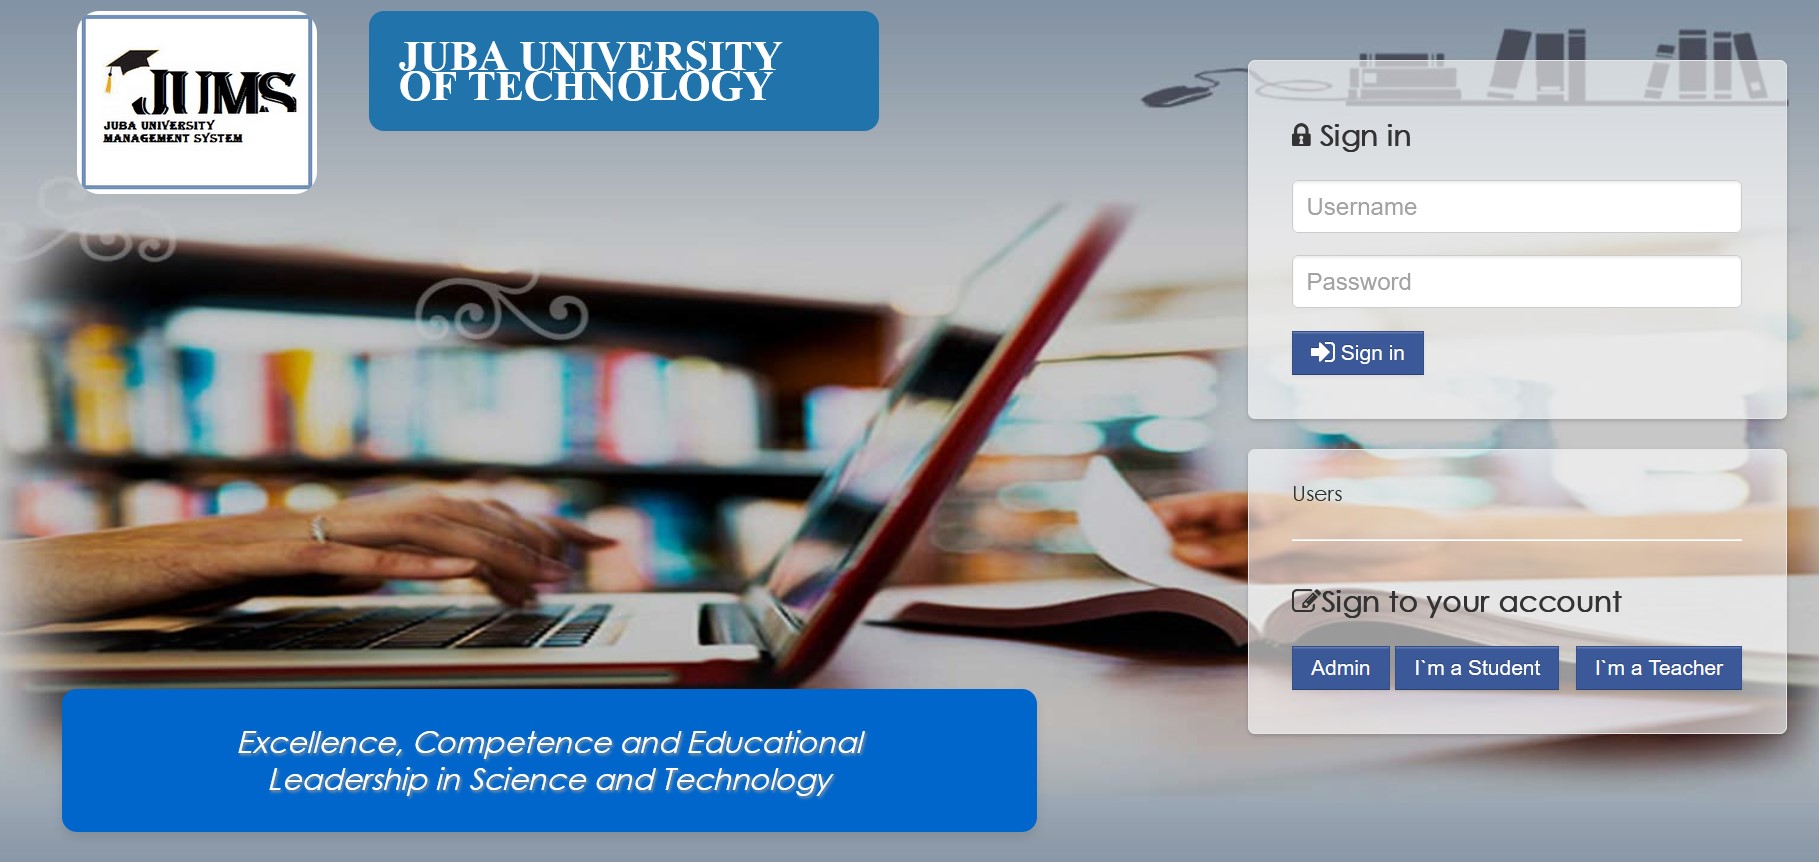 JUMS
JUBA UNIVERSITY
MANAGEMENT SYSTEM
JUBA UNIVERSITY
OF TECHNOLOGY
Sign in
Username
Password
Sign in
Users
Sign to your account
Admin
I`m a Student
I`m a Teacher
Excellence, Competence and Educational
Leadership in Science and Technology